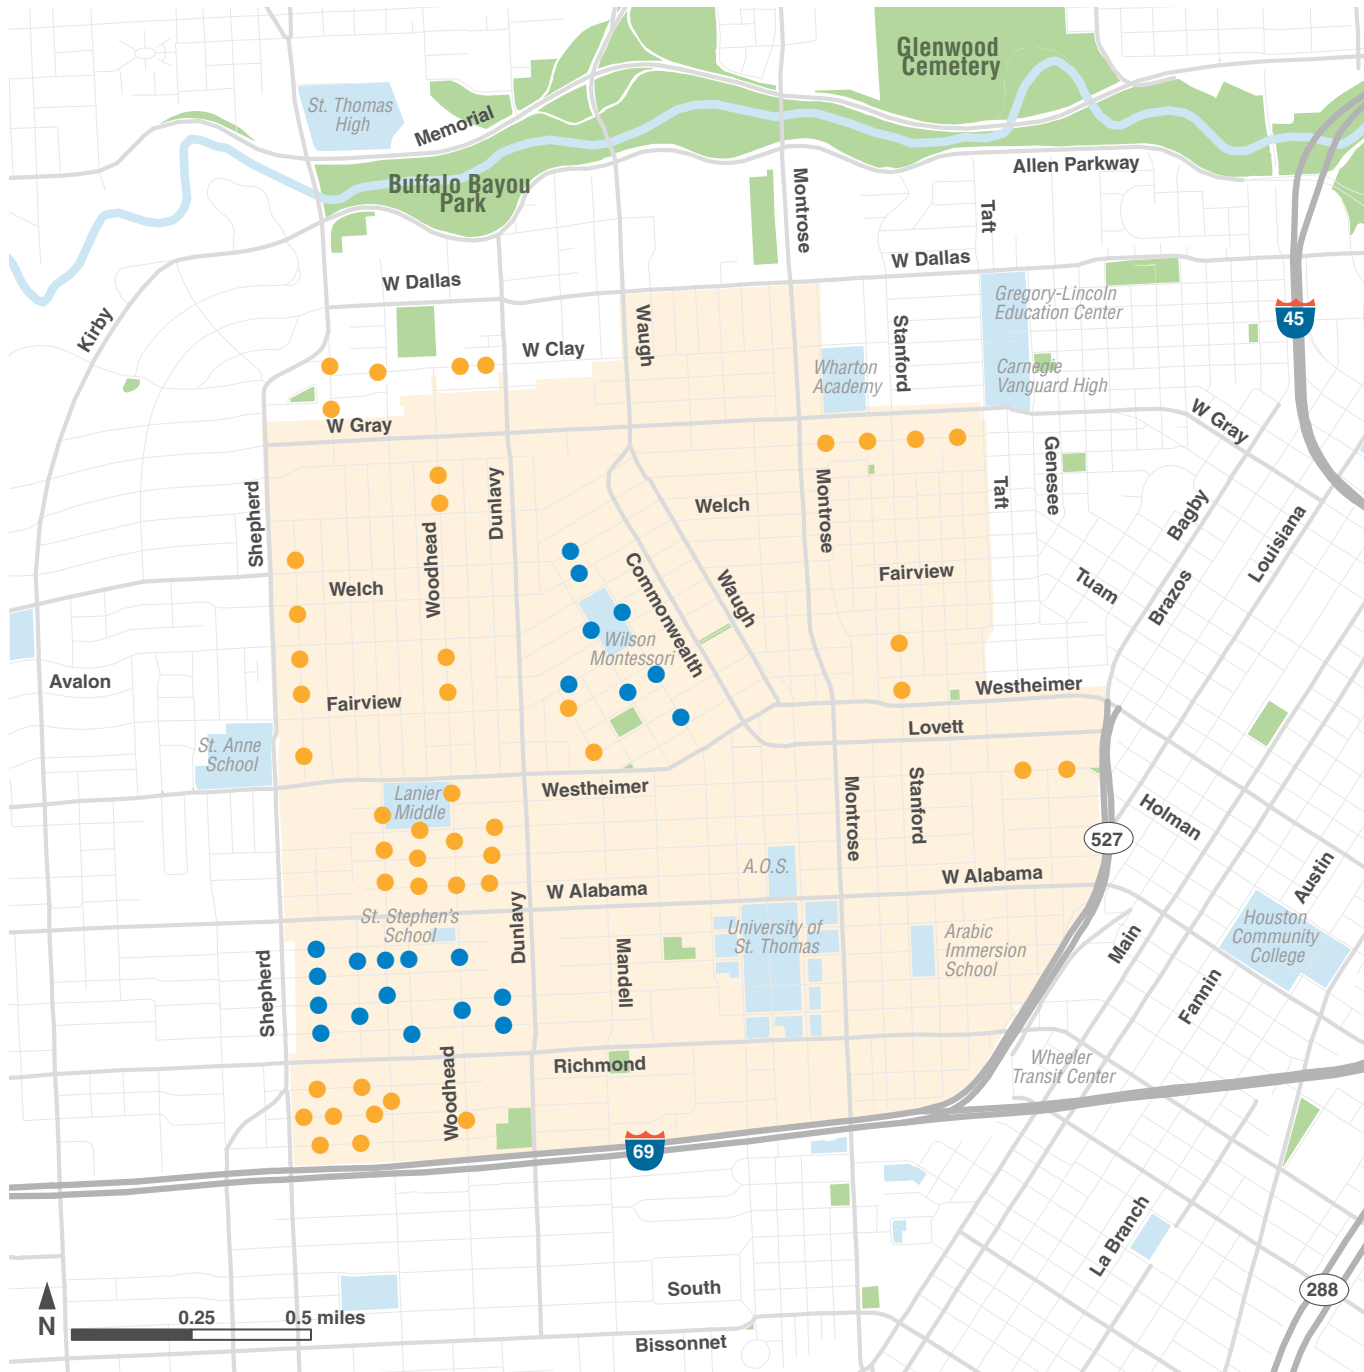 Glenwood
Cemetery
St. Thomas
High
Memorial
Allen Parkway
Buffalo Bayou
Park
Montrose
Taft
W Dallas
W Dallas
Gregory-Lincoln
Education Center
45
Kirby
Waugh
Stanford
W Clay
Wharton
Academy
Carnegie
Vanguard High
W Gray
W Gray
Genesee
Shepherd
Dunlavy
Montrose
Taft
Welch
Bagby
Louisiana
Woodhead
Commonwealth
Waugh
Fairview
Tuam
Brazos
Welch
Wilson
Montessori
Avalon
Fairview
Westheimer
Lovett
St. Anne
School
Westheimer
Lanier
Middle
Montrose
Stanford
Holman
527
Austin
A.O.S.
W Alabama
W Alabama
Dunlavy
St. Stephen's
School
University of
St. Thomas
Arabic
Immersion
School
Houston
Community
College
Main
Shepherd
Mandell
Fannin
Richmond
Woodhead
Wheeler
Transit Center
69
La Branch
South
288
N
0.25
0.5 miles
Bissonnet